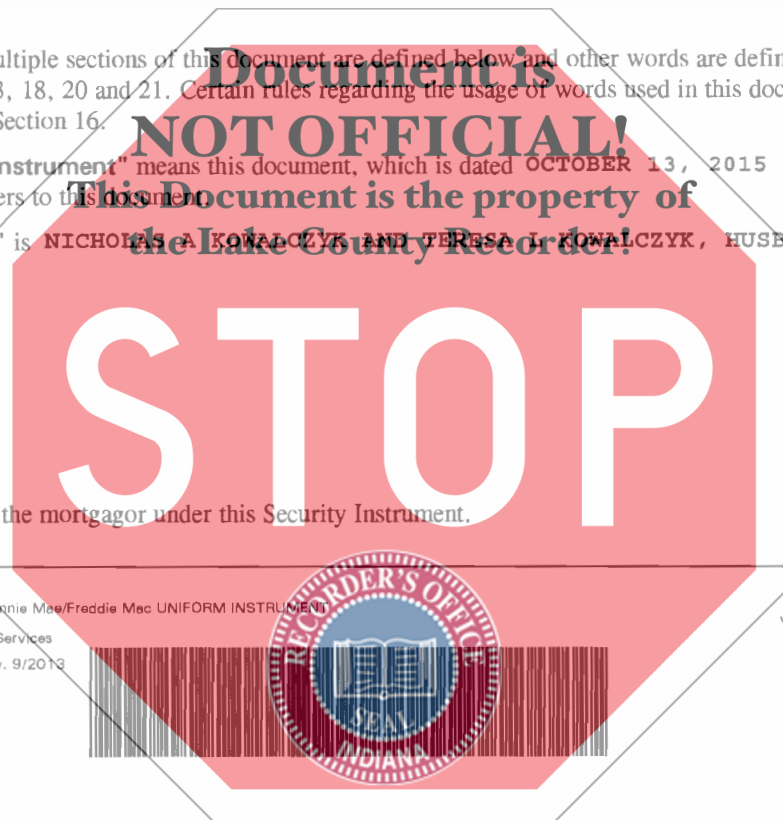 ultiple sections of this document are defined below and other words are defin
Document is
3, 18, 20 and 21. Certain rules regarding the usage of words used in this doc
Section 16.
NOT OFFICIAL!
nstrument" means this document, which is dated OCTOBER 13, 2015
ers to this document.
This Document is the property of
" is NICHOLAS A KOWALCZYK AND TERESA L KOWALCZYK, HUSB
the Lake County Recorder!
STOP
the mortgagor under this Security Instrument.
nnie Mae/Freddie Mac UNIFORM INSTRUMENT
Services
. 9/2013
RECORDER'S OFFICE
SEAL
INDIANA